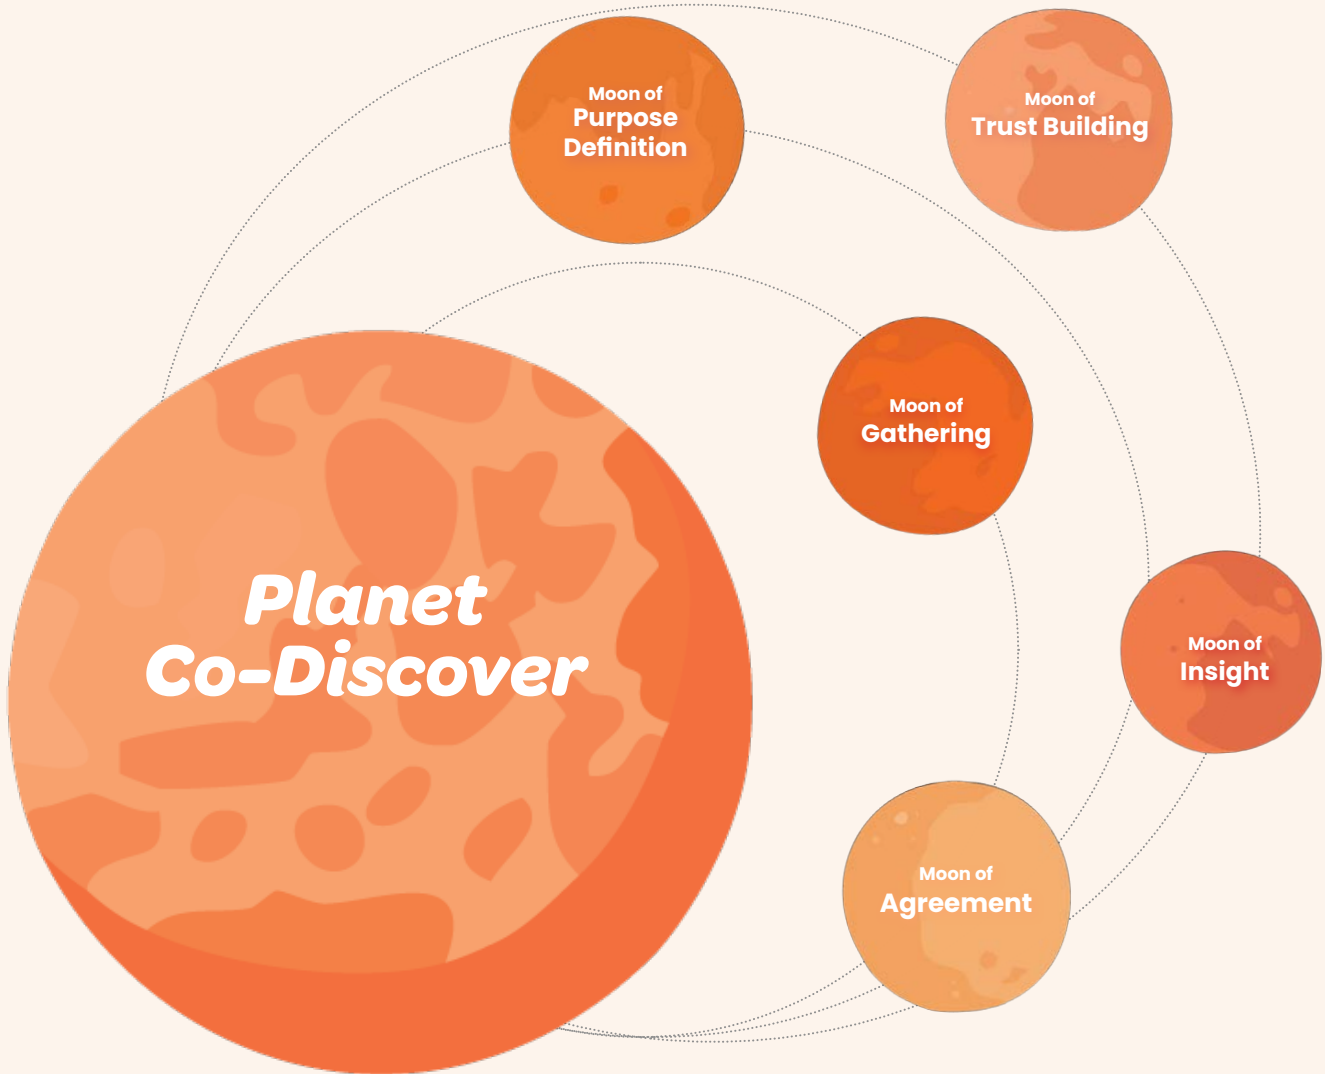 Moon of
Purpose
Definition
Moon of
Trust Building
Moon of
Gathering
Planet
Co-Discover
Moon of
Insight
Moon of
Agreement